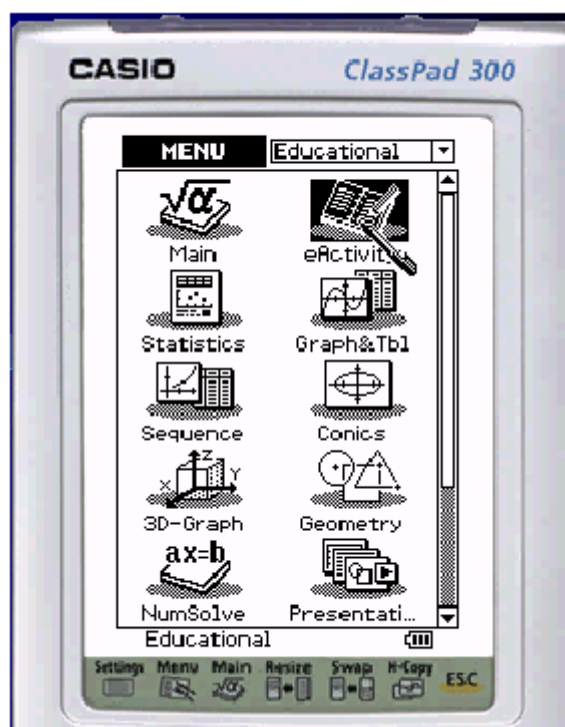 CASIO ClassPad 300
MENU Educational
√α
Main eActivity
Statistics Graph&Tbl
Sequence Conics
Z
X Y
3D-Graph Geometry
ax=b
NumSolve Presentati...
Educational
Settings Menu Main Resize Swap H-Copy ESC